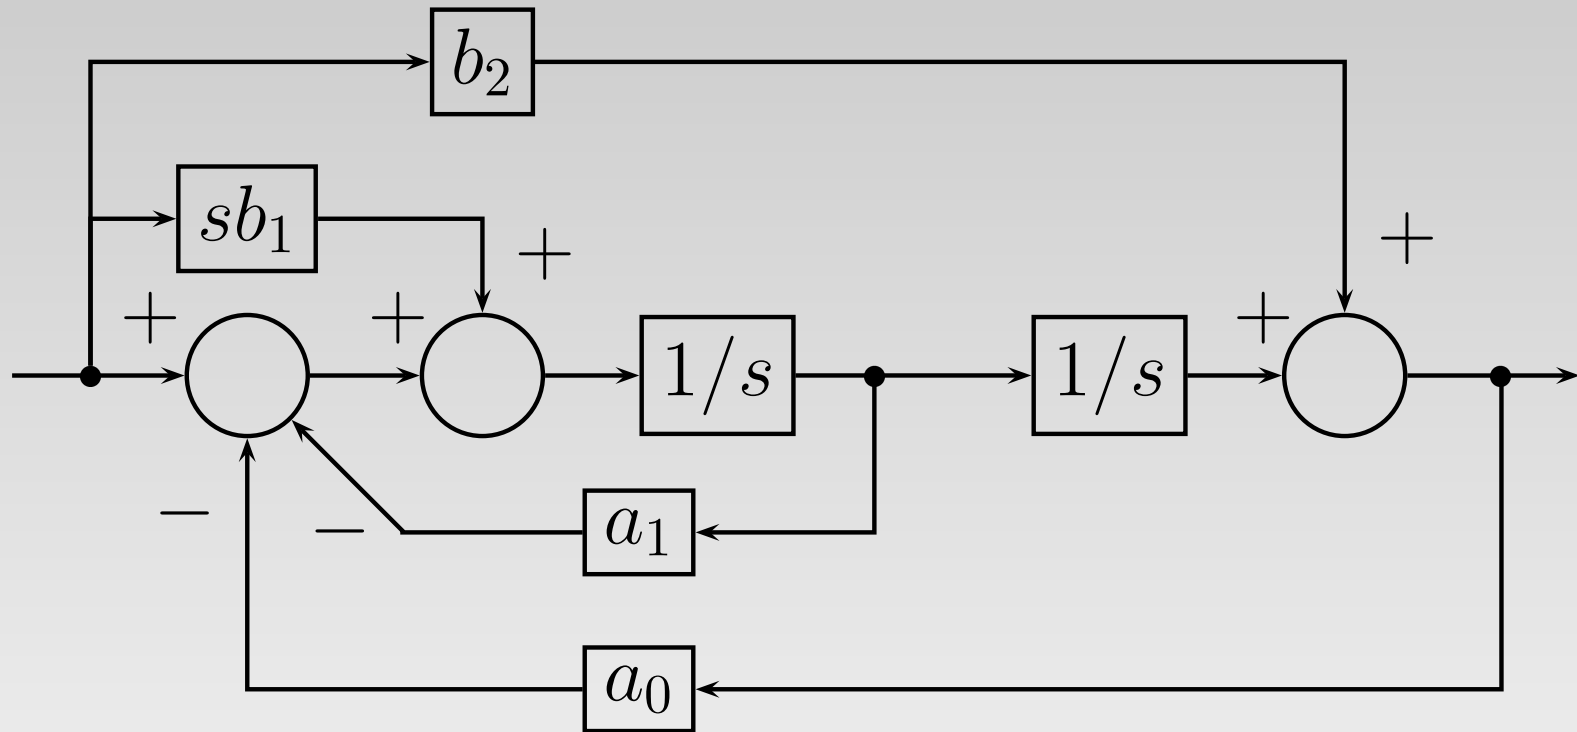 b₂
sb₁
+
+
+
+
+
1/s
1/s
−
−
a₁
a₀